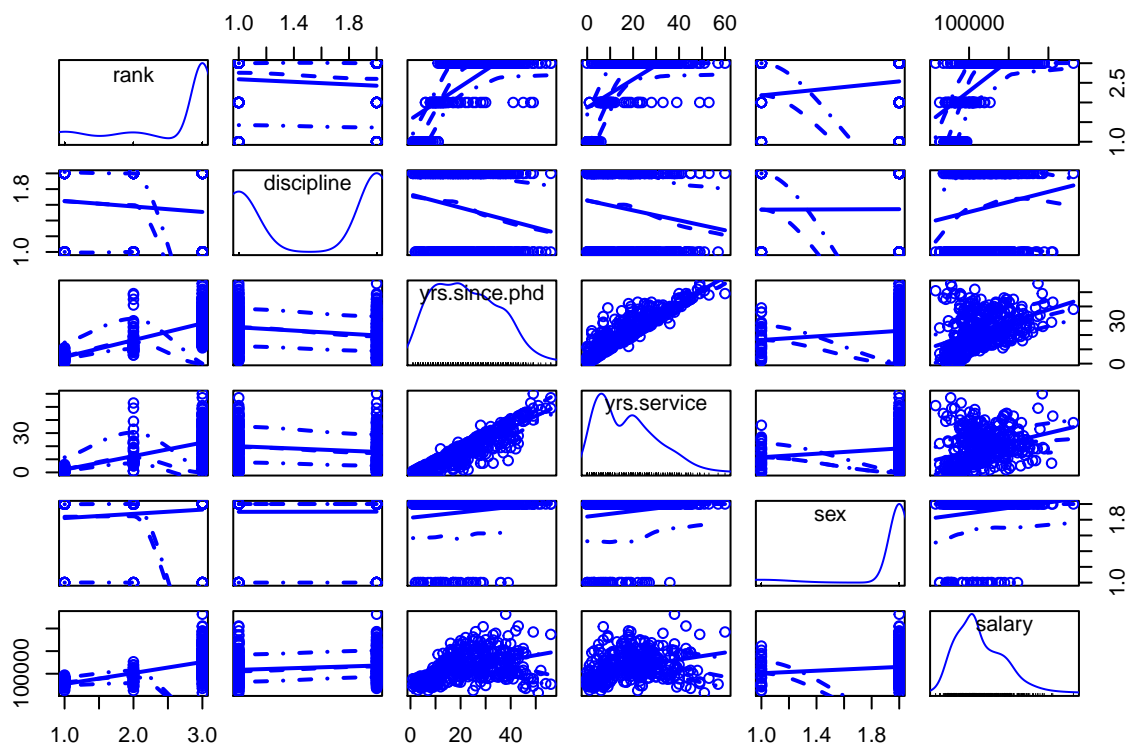 1.0 1.4 1.8
0 20 40 60
100000
rank
1.0 2.5
1.0 1.8
discipline
yrs.since.phd
0 30
0 30
yrs.service
sex
1.0 1.8
100000
salary
1.0 2.0 3.0
0 20 40
1.0 1.4 1.8